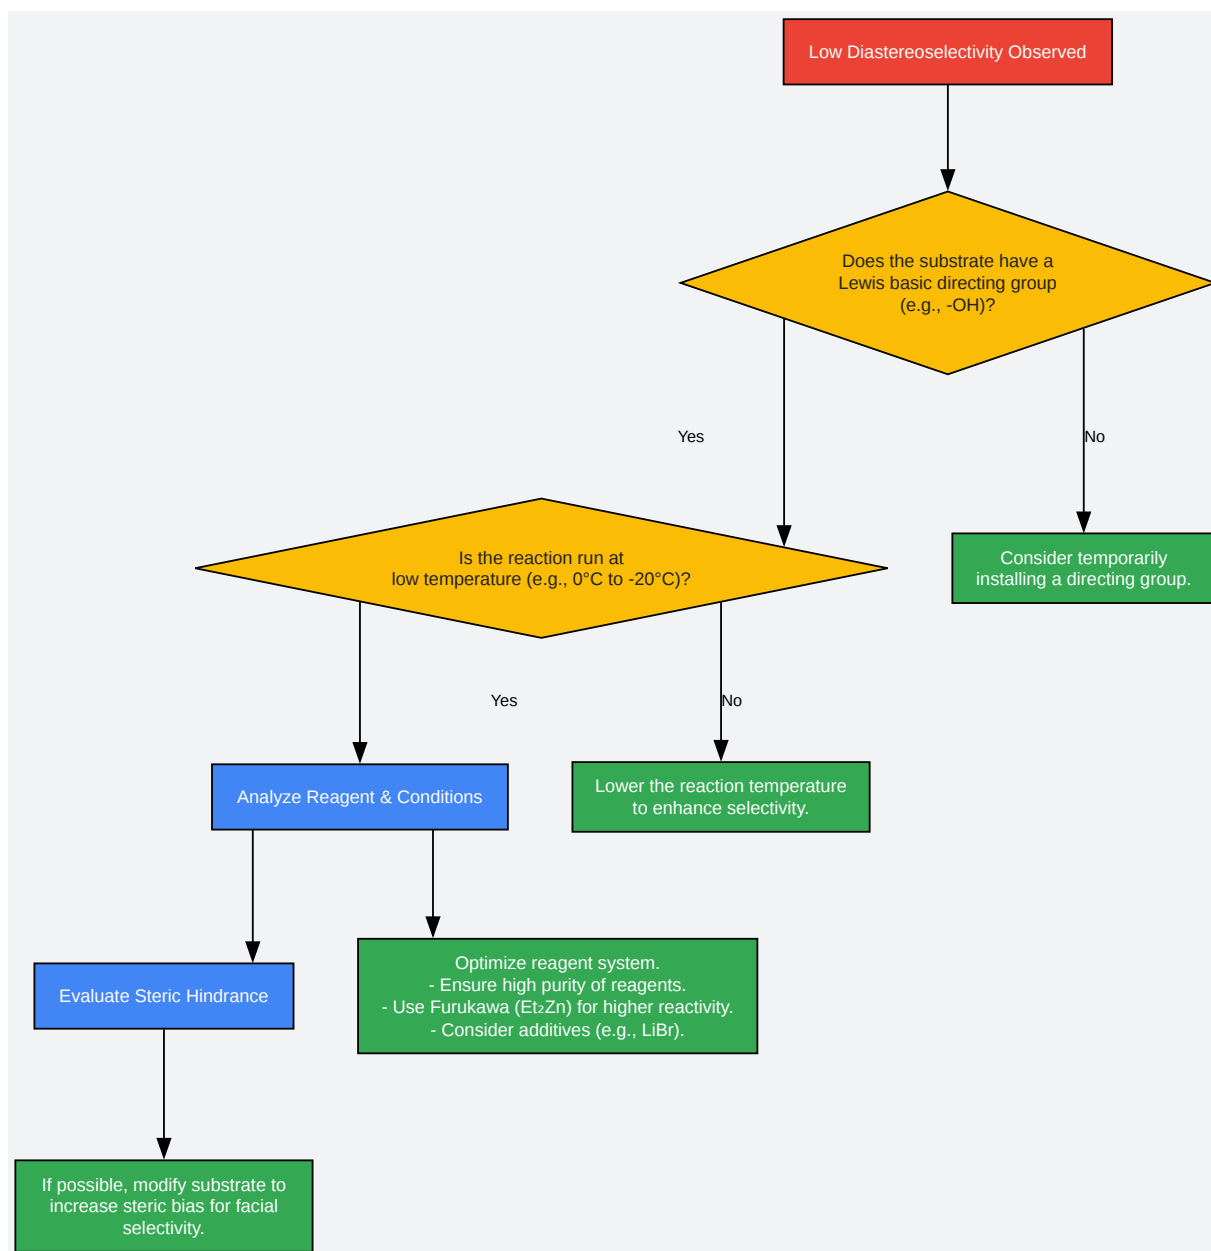 Low Diastereoselectivity Observed
Does the substrate have a
Lewis basic directing group
(e.g., -OH)?
Yes
No
Is the reaction run at
low temperature (e.g., 0°C to -20°C)?
Consider temporarily
installing a directing group.
Yes
No
Analyze Reagent & Conditions
Lower the reaction temperature
to enhance selectivity.
Evaluate Steric Hindrance
Optimize reagent system.
- Ensure high purity of reagents.
- Use Furukawa (Et₂Zn) for higher reactivity.
- Consider additives (e.g., LiBr).
If possible, modify substrate to
increase steric bias for facial
selectivity.